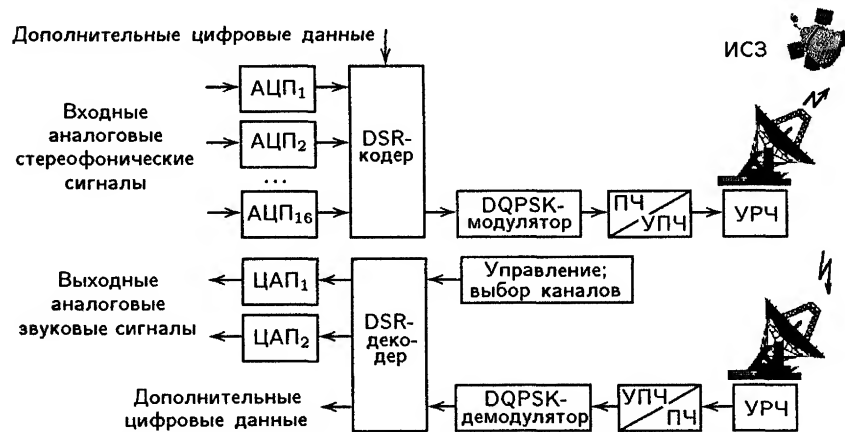 Дополнительные цифровые данные
ИСЗ
Входные
аналоговые
стереофонические
сигналы
АЦП₁
АЦП₂
...
АЦП₁₆
DSR-
кодер
DQPSK-
модулятор
ПЧ
УПЧ
УРЧ
Выходные
аналоговые
звуковые сигналы
ЦАП₁
ЦАП₂
DSR-
деко-
дер
Управление;
выбор каналов
Дополнительные
цифровые данные
DQPSK-
демодулятор
УПЧ
ПЧ
УРЧ